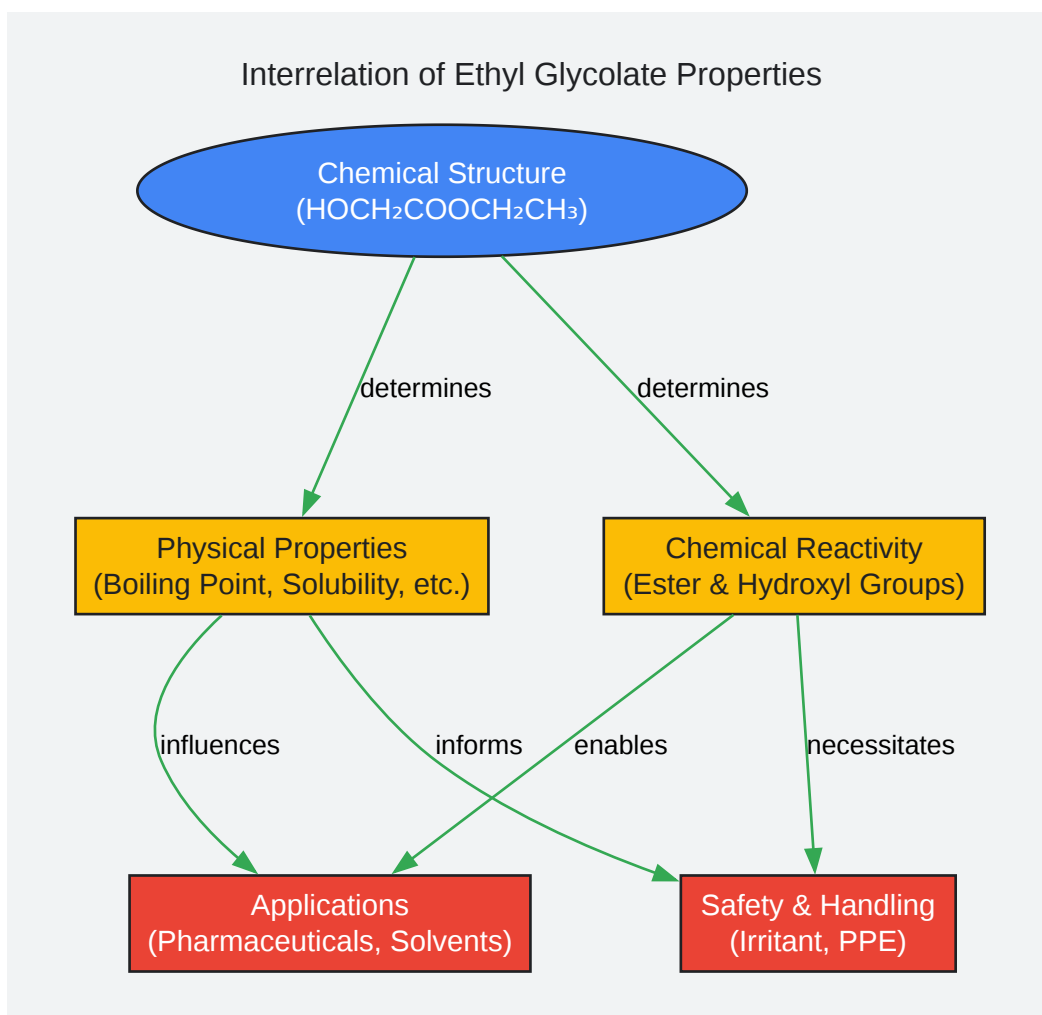 Interrelation of Ethyl Glycolate Properties
Chemical Structure
(HOCH₂COOCH₂CH₃)
determines
determines
Physical Properties
(Boiling Point, Solubility, etc.)
Chemical Reactivity
(Ester & Hydroxyl Groups)
influences
informs
enables
necessitates
Applications
(Pharmaceuticals, Solvents)
Safety & Handling
(Irritant, PPE)